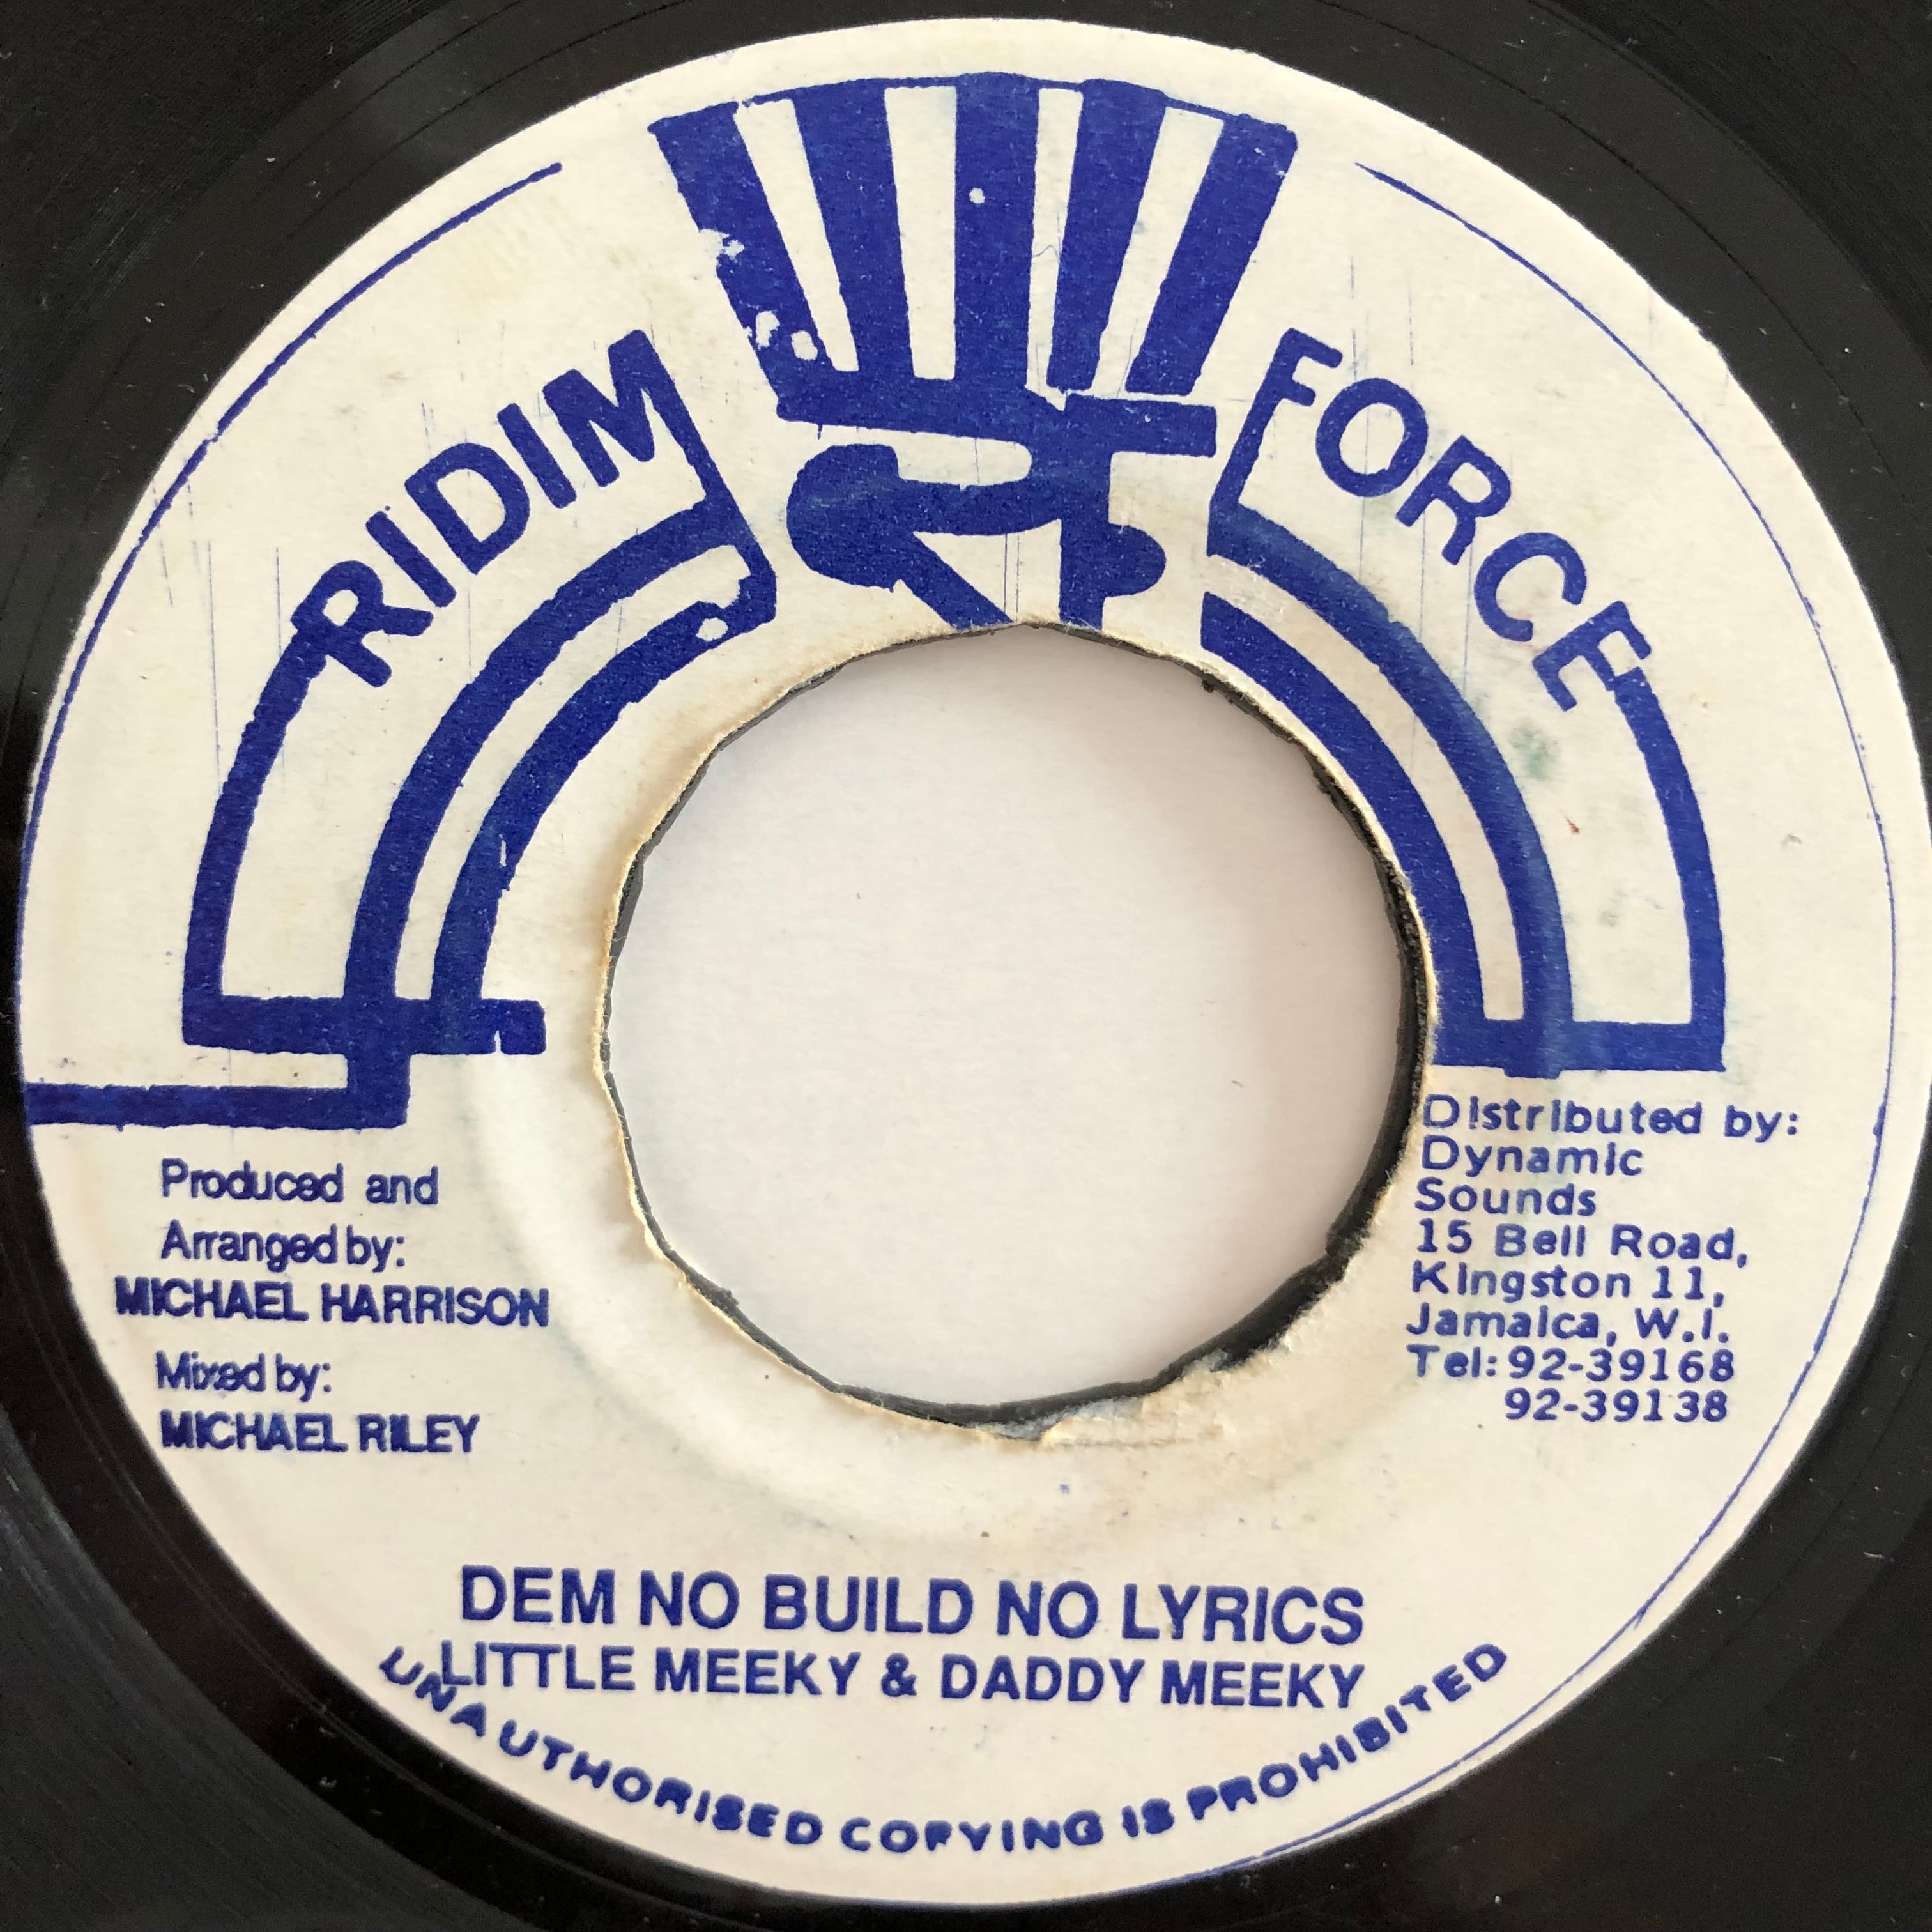 RIDIM FORCE
Produced and
Arranged by:
MICHAEL HARRISON
Mixed by:
MICHAEL RILEY
Distributed by:
Dynamic
Sounds
15 Bell Road,
Kingston 11,
Jamaica, W.I.
Tel: 92-39168
92-39138
DEM NO BUILD NO LYRICS
LITTLE MEEKY & DADDY MEEKY
UNAUTHORISED COPYING IS PROHIBITED